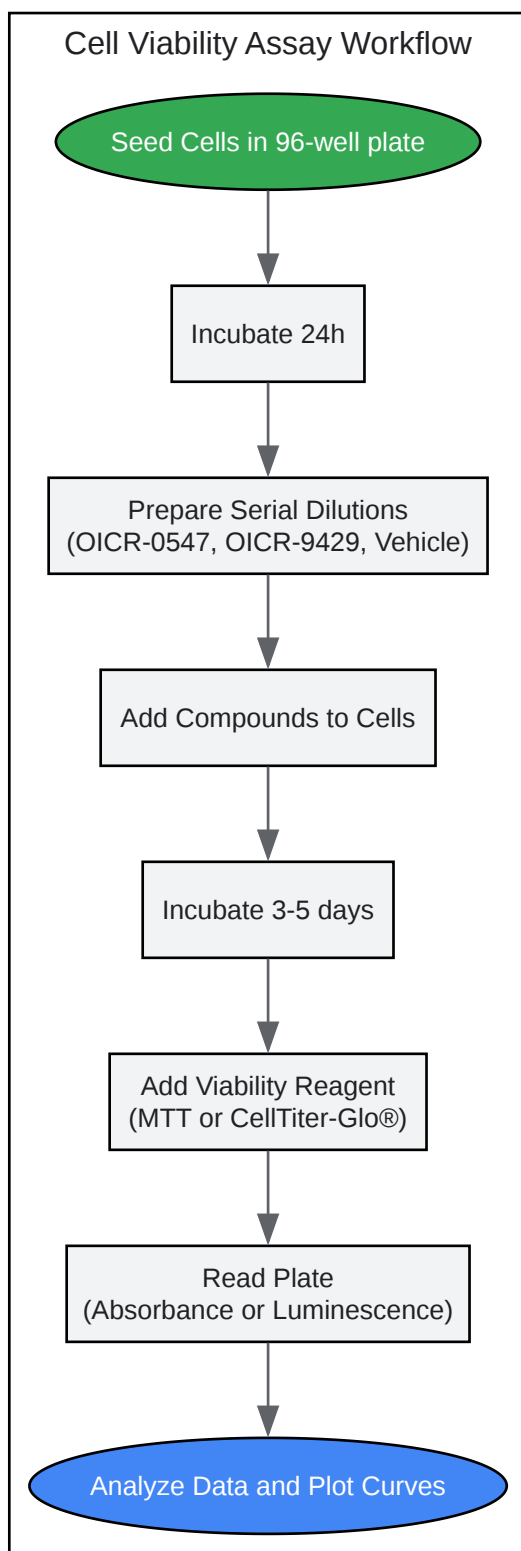 Cell Viability Assay Workflow
Seed Cells in 96-well plate
Incubate 24h
Prepare Serial Dilutions
(OICR-0547, OICR-9429, Vehicle)
Add Compounds to Cells
Incubate 3-5 days
Add Viability Reagent
(MTT or CellTiter-Glo®)
Read Plate
(Absorbance or Luminescence)
Analyze Data and Plot Curves